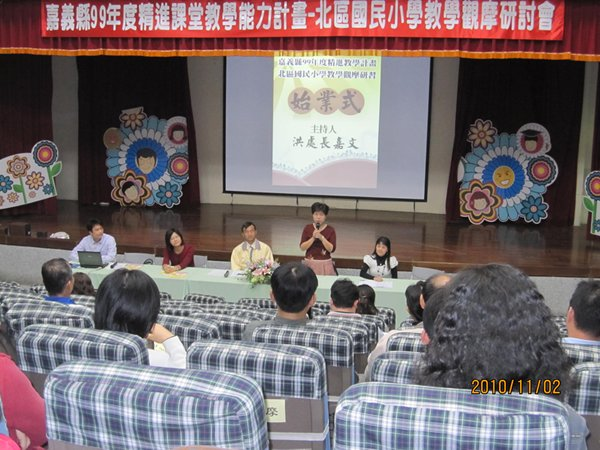 嘉義縣99年度精進課堂教學能力計畫-北區國民小學教學觀摩研討會
嘉義縣99年度精進教學計畫
北區國民小學教學觀摩研習
始業式
主持人
洪處長嘉文
2010/11/02